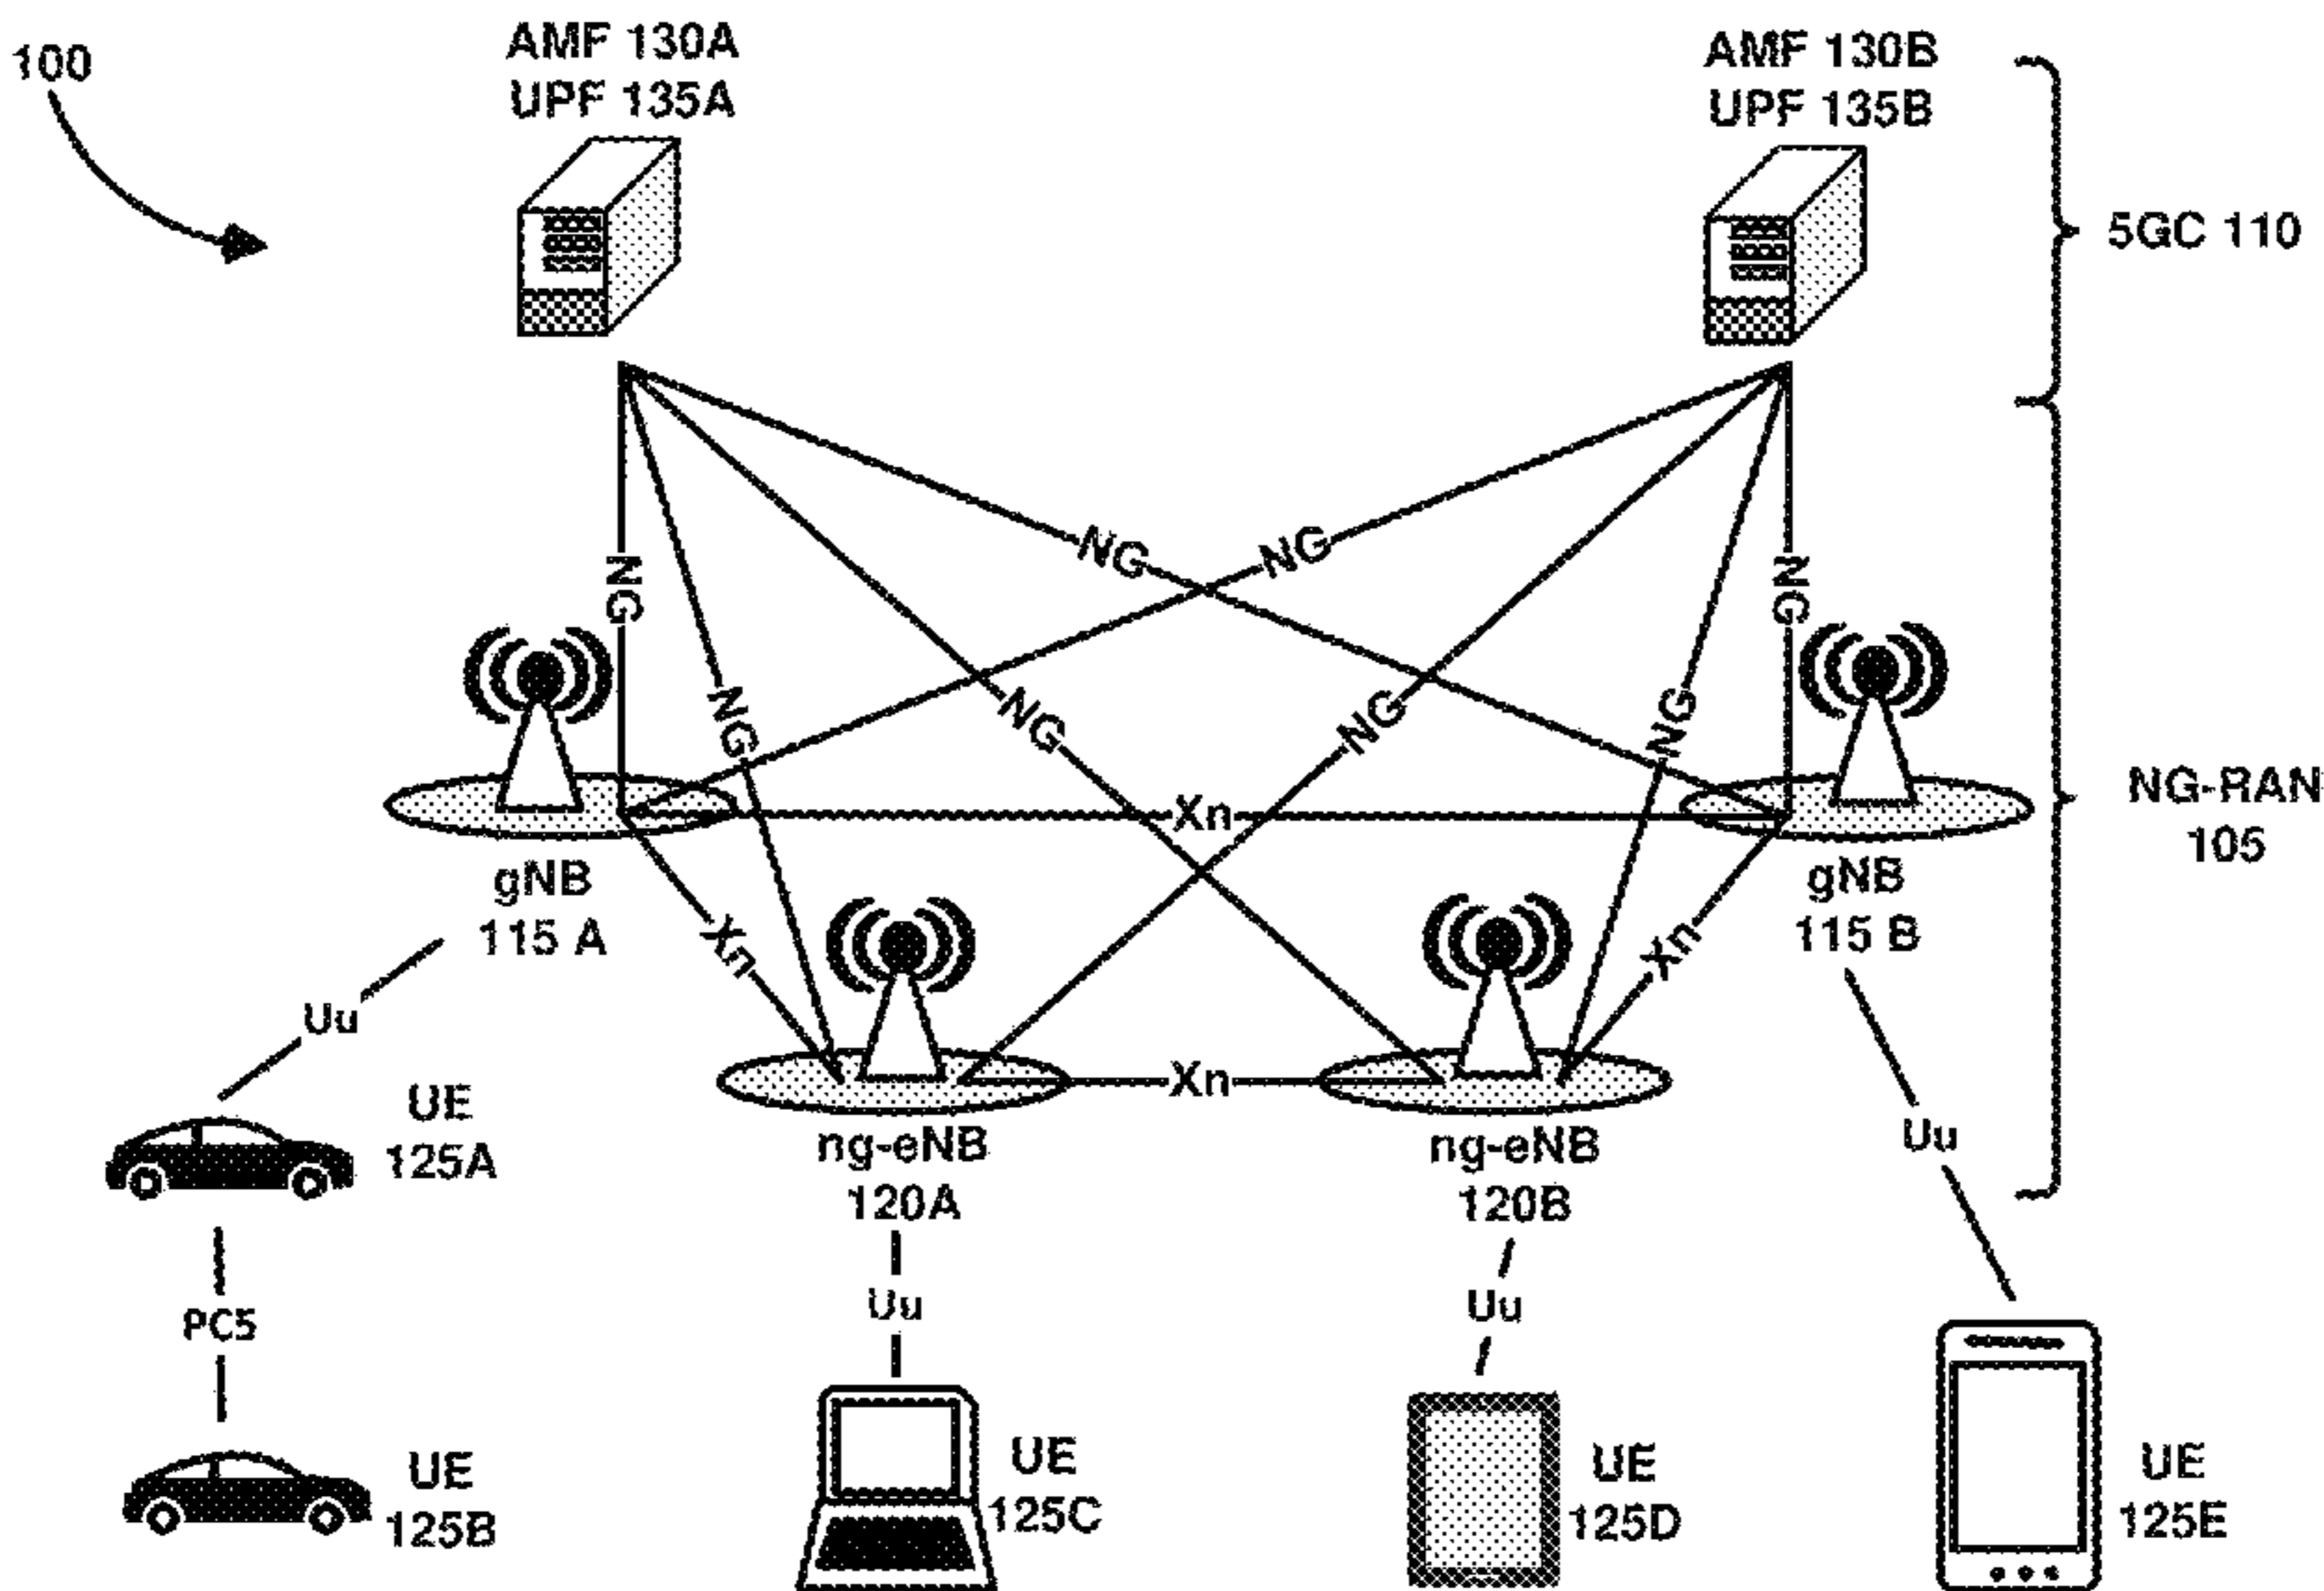 100
AMF 130A
UPF 135A
AMF 130B
UPF 135B
5GC 110
NG
NG
NG
NG
NG
NG
NG
NG
Xn
gNB
115 A
gNB
115 B
NG-RAN
105
Xn
Xn
Uu
Xn
UE
125A
ng-eNB
120A
ng-eNB
120B
Uu
PC5
Uu
Uu
UE
125B
UE
125C
UE
125D
UE
125E